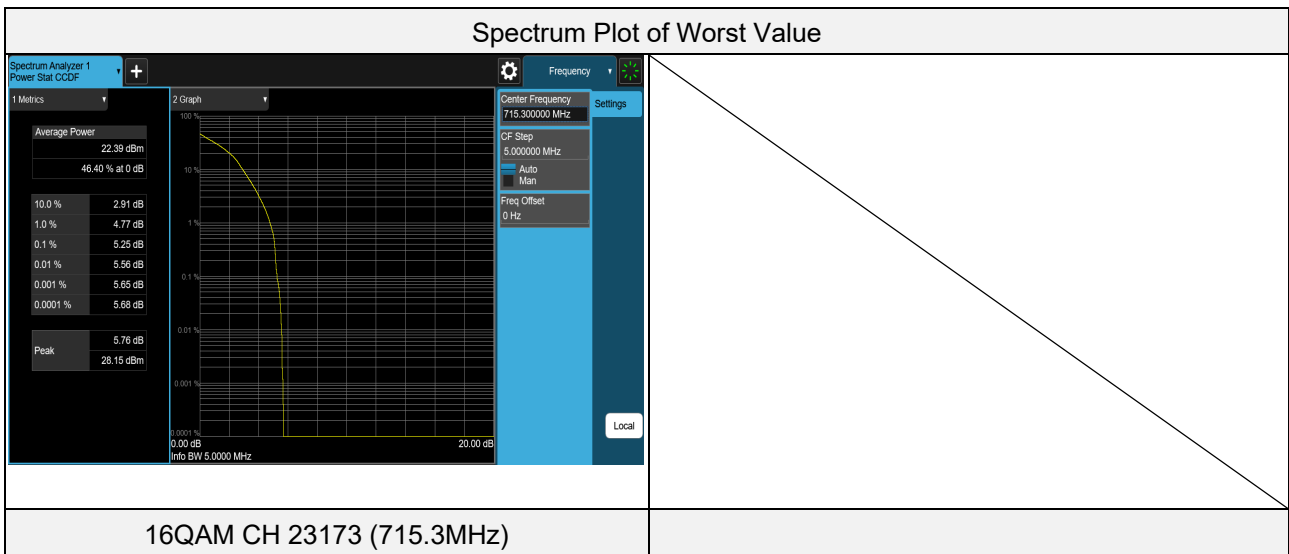 Spectrum Plot of Worst Value
Spectrum Analyzer 1
Power Stat CCDF
+
Frequency
1 Metrics
2 Graph
Average Power
22.39 dBm
46.40 % at 0 dB
10.0 % 2.91 dB
1.0 % 4.77 dB
0.1 % 5.25 dB
0.01 % 5.56 dB
0.001 % 5.65 dB
0.0001 % 5.68 dB
Peak 5.76 dB
28.15 dBm
100 %
10 %
1 %
0.1 %
0.01 %
0.001 %
0.0001 %
0.00 dB 20.00 dB
Info BW 5.0000 MHz
Center Frequency
715.300000 MHz
Settings
CF Step
5.000000 MHz
Auto
Man
Freq Offset
0 Hz
Local
16QAM CH 23173 (715.3MHz)